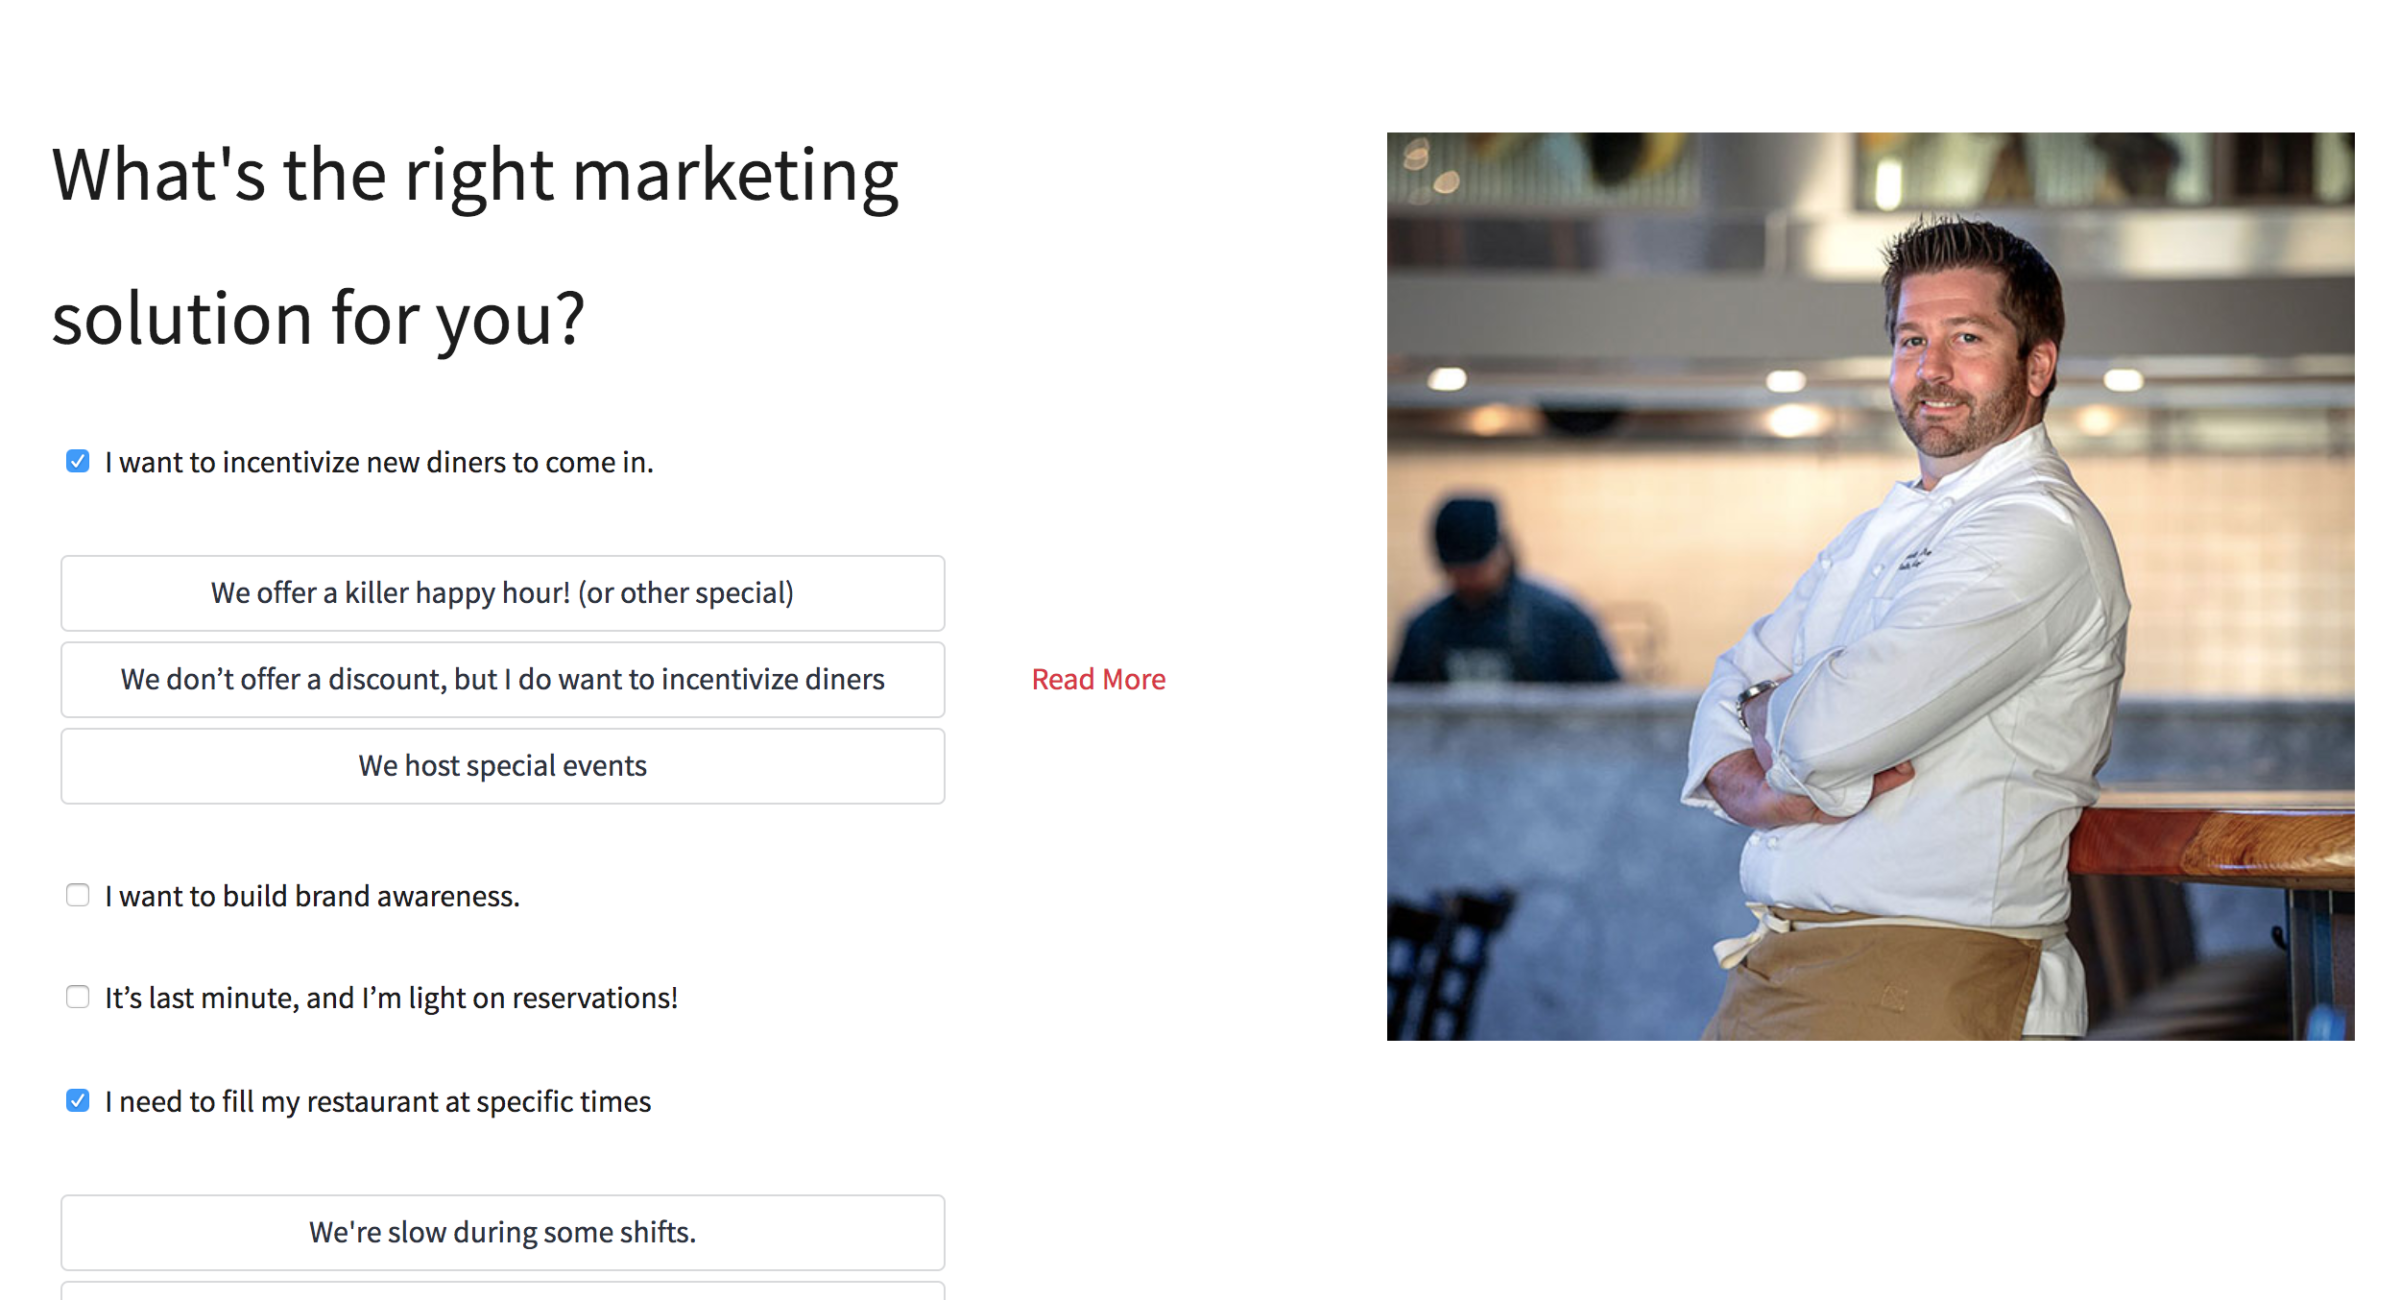 What's the right marketing
solution for you?
I want to incentivize new diners to come in.
We offer a killer happy hour! (or other special)
We don’t offer a discount, but I do want to incentivize diners
Read More
We host special events
I want to build brand awareness.
It’s last minute, and I’m light on reservations!
I need to fill my restaurant at specific times
We're slow during some shifts.